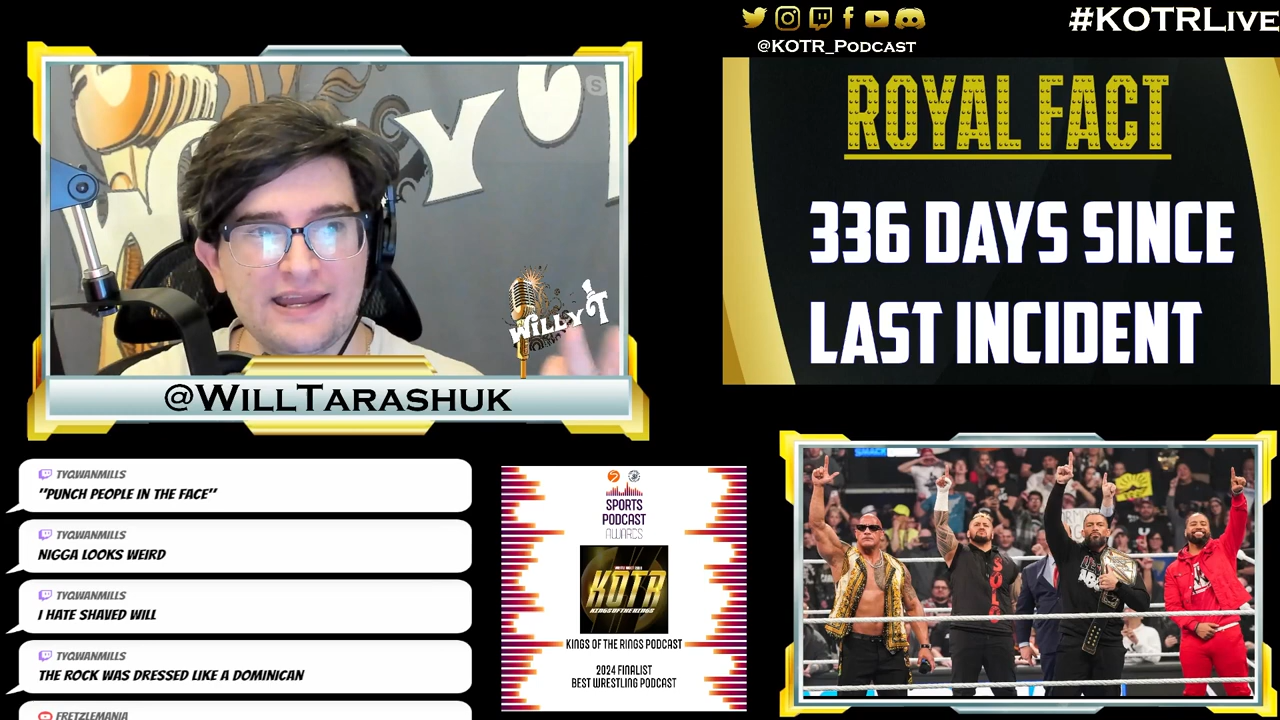 #KOTRLIVE
@KOTR_PODCAST
ROYAL FACT
336 DAYS SINCE
LAST INCIDENT
WILLY T
@WILLTARASHUK
TYQWANMILLS
"PUNCH PEOPLE IN THE FACE"
TYQWANMILLS
NIGGA LOOKS WEIRD
TYQWANMILLS
I HATE SHAVED WILL
TYQWANMILLS
THE ROCK WAS DRESSED LIKE A DOMINICAN
FRETZLEMANIA
SPORTS
PODCAST
AWARDS
KOTR
KINGS OF THE RINGS
KINGS OF THE RINGS PODCAST
2024 FINALIST
BEST WRESTLING PODCAST
SMACK